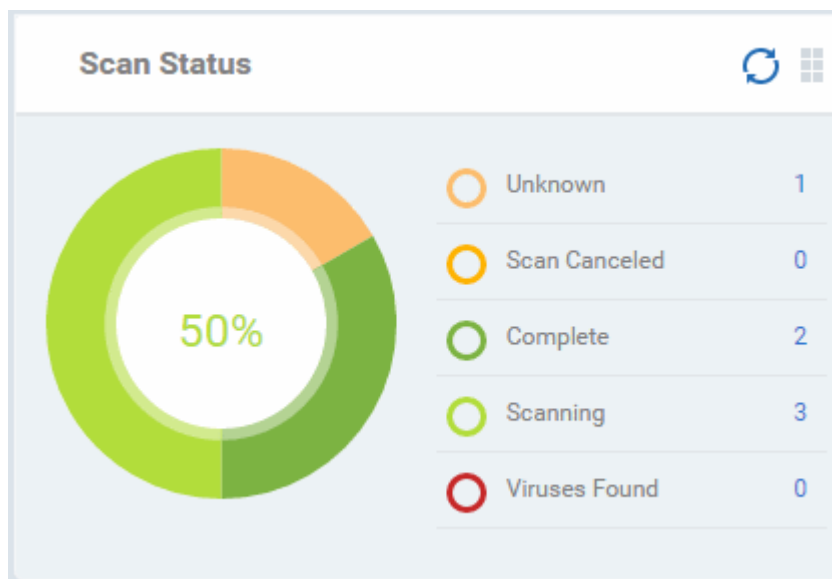 Scan Status
50%
Unknown 1
Scan Canceled 0
Complete 2
Scanning 3
Viruses Found 0